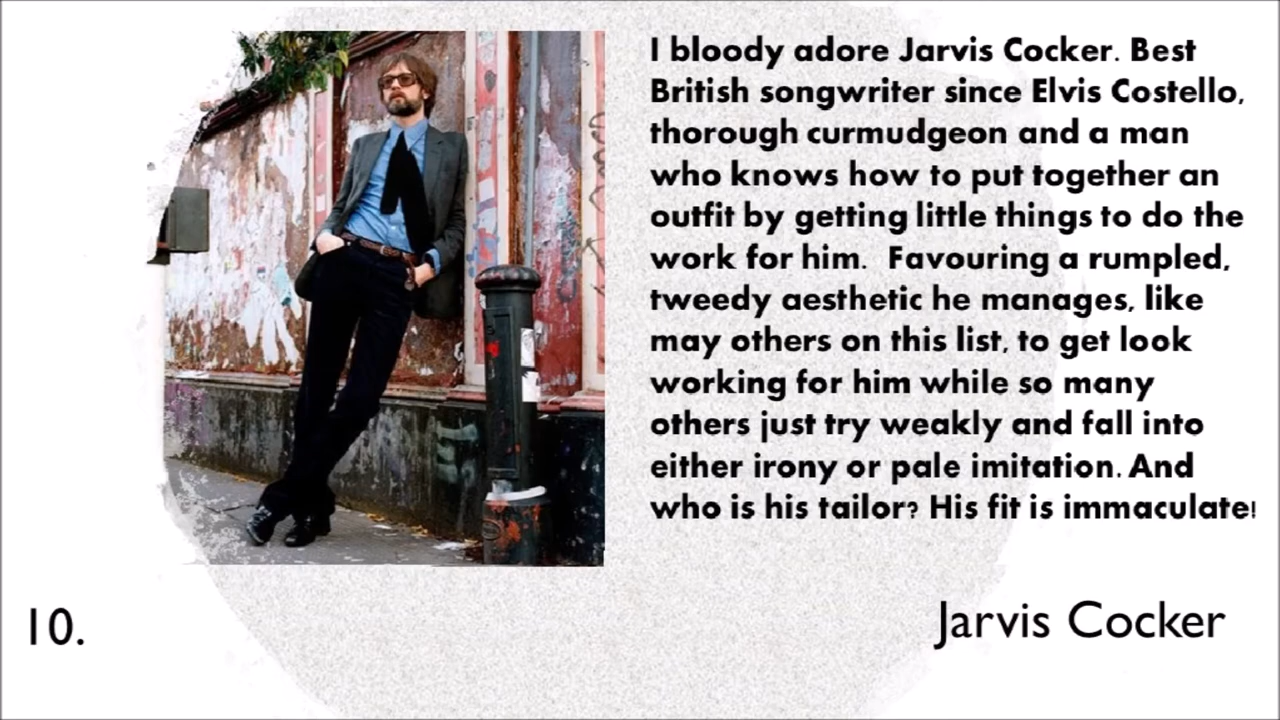 I bloody adore Jarvis Cocker. Best
British songwriter since Elvis Costello,
thorough curmudgeon and a man
who knows how to put together an
outfit by getting little things to do the
work for him.  Favouring a rumpled,
tweedy aesthetic he manages, like
may others on this list, to get look
working for him while so many
others just try weakly and fall into
either irony or pale imitation. And
who is his tailor? His fit is immaculate!
10.
Jarvis Cocker